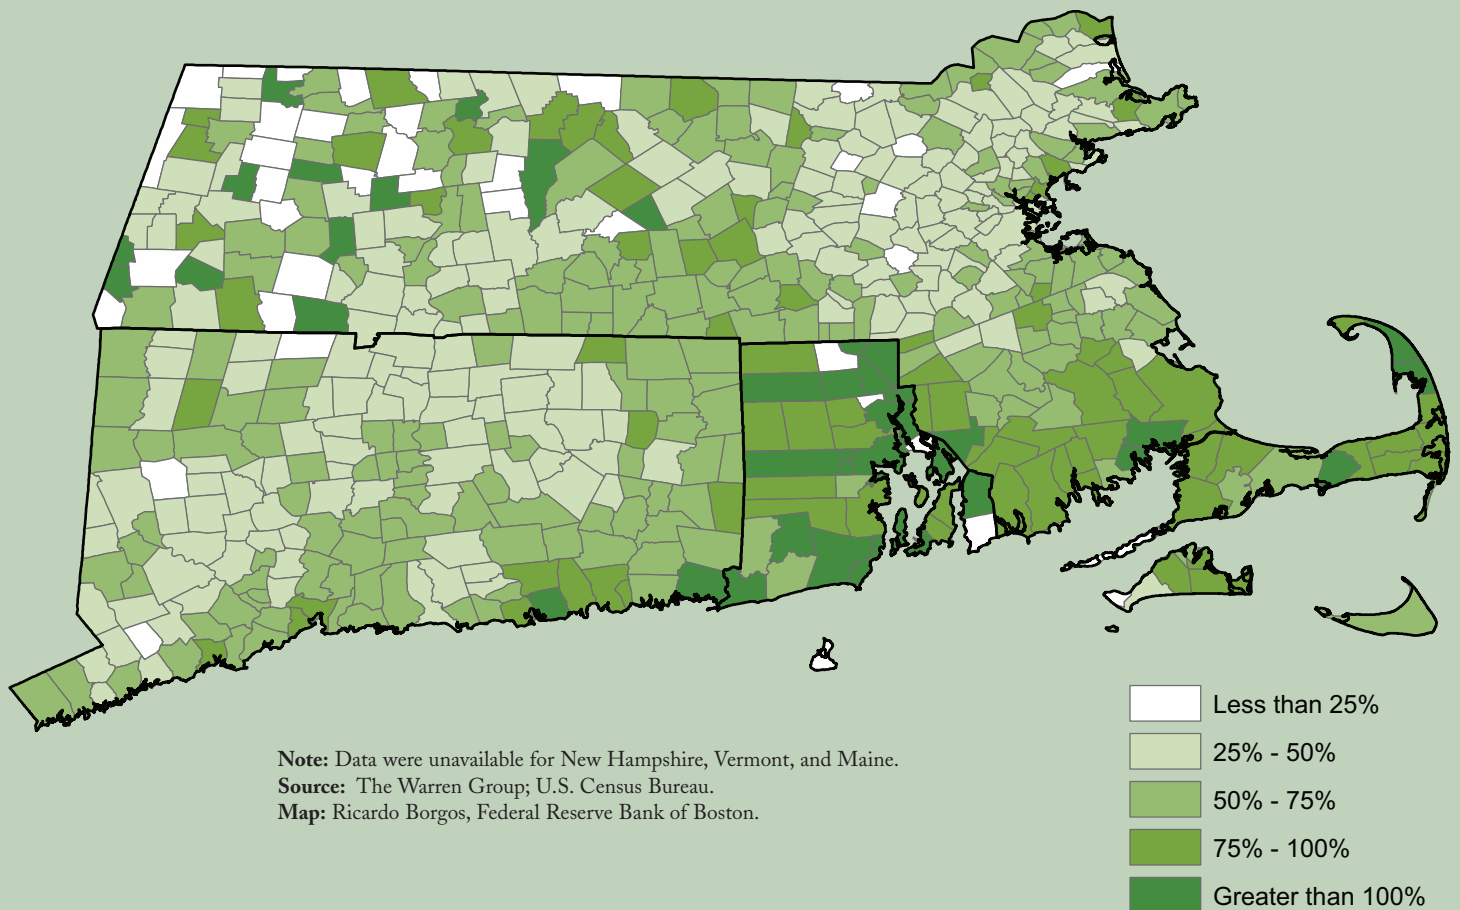 Note: Data were unavailable for New Hampshire, Vermont, and Maine.
Source: The Warren Group; U.S. Census Bureau.
Map: Ricardo Borgos, Federal Reserve Bank of Boston.
Less than 25%
25% - 50%
50% - 75%
75% - 100%
Greater than 100%